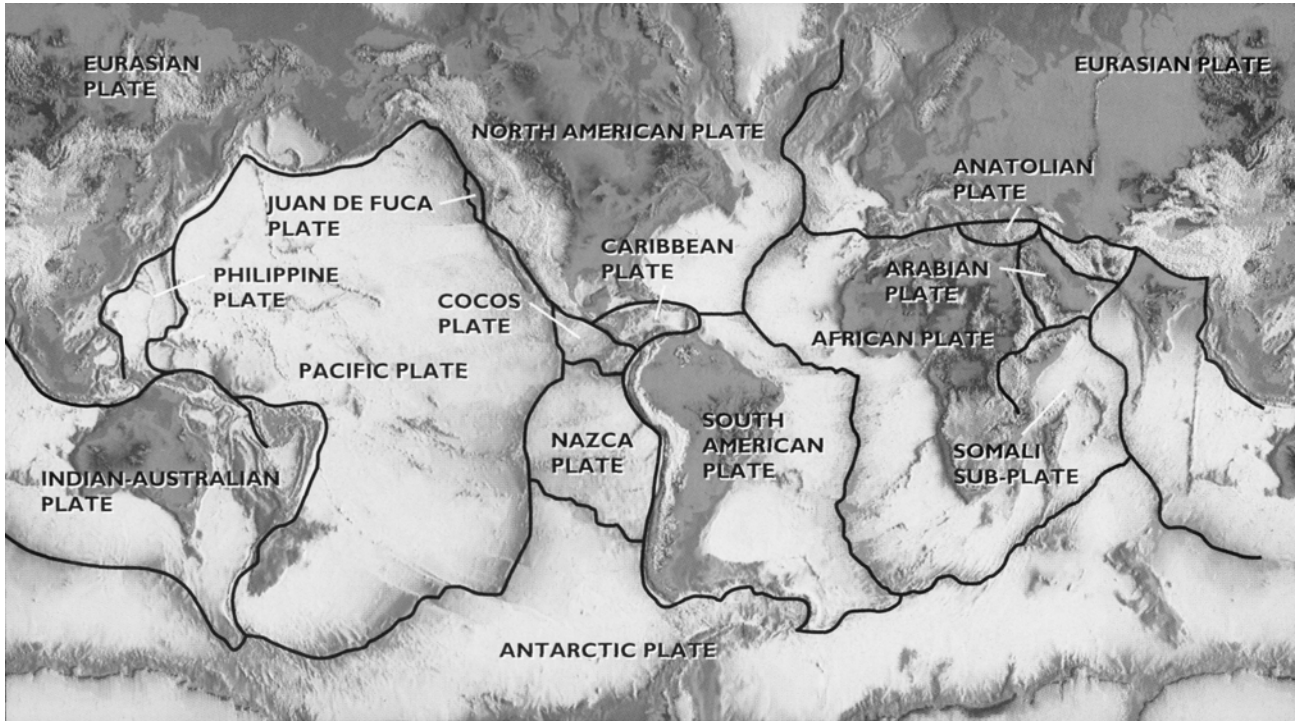 EURASIAN
PLATE
EURASIAN PLATE
NORTH AMERICAN PLATE
ANATOLIAN
PLATE
JUAN DE FUCA
PLATE
CARIBBEAN
PLATE
ARABIAN
PLATE
PHILIPPINE
PLATE
COCOS
PLATE
AFRICAN PLATE
PACIFIC PLATE
SOUTH
AMERICAN
PLATE
NAZCA
PLATE
SOMALI
SUB-PLATE
INDIAN-AUSTRALIAN
PLATE
ANTARCTIC PLATE